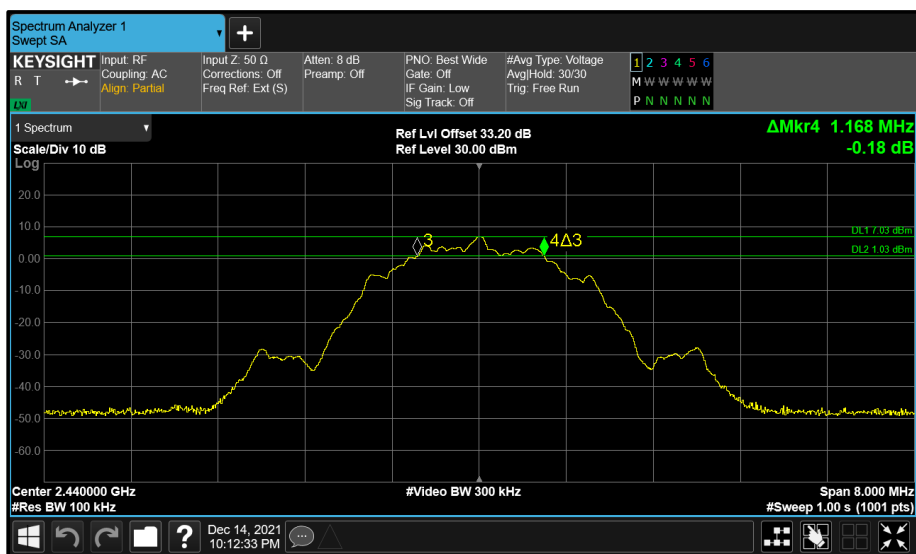 Spectrum Analyzer 1
Swept SA
+
KEYSIGHT
R T
LXI
Input: RF
Coupling: AC
Align: Partial
Input Z: 50 Ω
Corrections: Off
Freq Ref: Ext (S)
Atten: 8 dB
Preamp: Off
PNO: Best Wide
Gate: Off
IF Gain: Low
Sig Track: Off
#Avg Type: Voltage
Avg|Hold: 30/30
Trig: Free Run
1 2 3 4 5 6
M W W W W W
P N N N N N
1 Spectrum
Scale/Div 10 dB
Log
Ref Lvl Offset 33.20 dB
Ref Level 30.00 dBm
ΔMkr4 1.168 MHz
-0.18 dB
20.0
10.0
0.00
-10.0
-20.0
-30.0
-40.0
-50.0
-60.0
3
4Δ3
DL1 7.03 dBm
DL2 1.03 dBm
Center 2.440000 GHz
#Res BW 100 kHz
#Video BW 300 kHz
Span 8.000 MHz
#Sweep 1.00 s (1001 pts)
?
Dec 14, 2021
10:12:33 PM